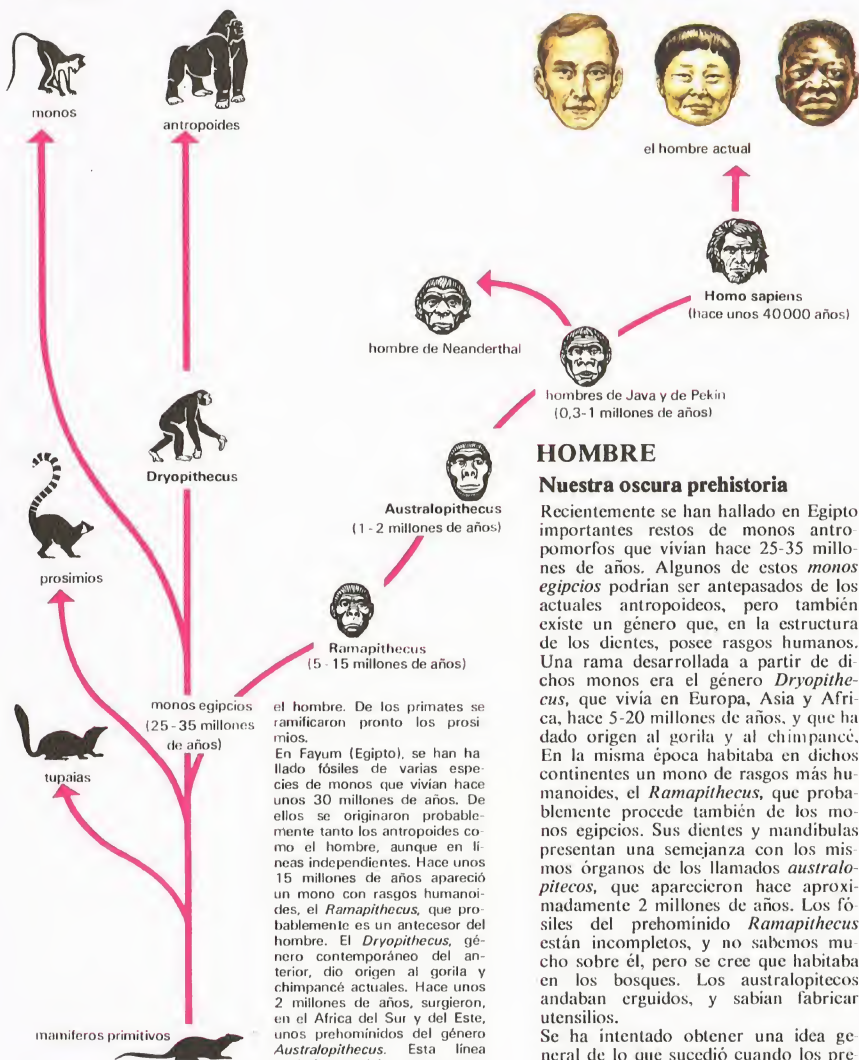 monos
antropoides
el hombre actual
Homo sapiens
(hace unos 40000 años)
hombre de Neanderthal
hombres de Java y de Pekin
(0,3-1 millones de años)
Dryopithecus
Australopithecus
(1-2 millones de años)
prosimios
Ramapithecus
(5-15 millones de años)
monos egipcios
(25-35 millones
de años)
tupaias
mamiferos primitivos
el hombre. De los primates se
ramificaron pronto los prosi
mios.
En Fayum (Egipto), se han ha
llado fósiles de varias espe-
cies de monos que vivían hace
unos 30 millones de años. De
ellos se originaron probable-
mente tanto los antropoides co-
mo el hombre, aunque en lí-
neas independientes. Hace unos
15 millones de años apareció
un mono con rasgos humanoi-
des, el Ramapithecus, que pro-
bablemente es un antecesor del
hombre. El Dryopithecus, gé-
nero contemporáneo del an-
terior, dio origen al gorila y
chimpancé actuales. Hace unos
2 millones de años, surgieron,
en el Africa del Sur y del Este,
unos prehomínidos del género
Australopithecus. Esta línea
HOMBRE
Nuestra oscura prehistoria
Recientemente se han hallado en Egipto
importantes restos de monos antro-
pomorfos que vivían hace 25-35 millo-
nes de años. Algunos de estos monos
egipcios podrían ser antepasados de los
actuales antropoideos, pero también
existe un género que, en la estructura
de los dientes, posee rasgos humanos.
Una rama desarrollada a partir de di-
chos monos era el género Dryopithe-
cus, que vivía en Europa, Asia y Afri-
ca, hace 5-20 millones de años, y que ha
dado origen al gorila y al chimpancé.
En la misma época habitaba en dichos
continentes un mono de rasgos más hu-
manoides, el Ramapithecus, que proba-
blemente procede también de los mo-
nos egipcios. Sus dientes y mandíbulas
presentan una semejanza con los mis-
mos órganos de los llamados australo-
pitecos, que aparecieron hace aproxi-
madamente 2 millones de años. Los fó-
siles del prehomínido Ramapithecus
están incompletos, y no sabemos mu-
cho sobre él, pero se cree que habitaba
en los bosques. Los australopitecos
andaban erguidos, y sabían fabricar
utensilios.
Se ha intentado obtener una idea ge-
neral de lo que sucedió cuando los pre-